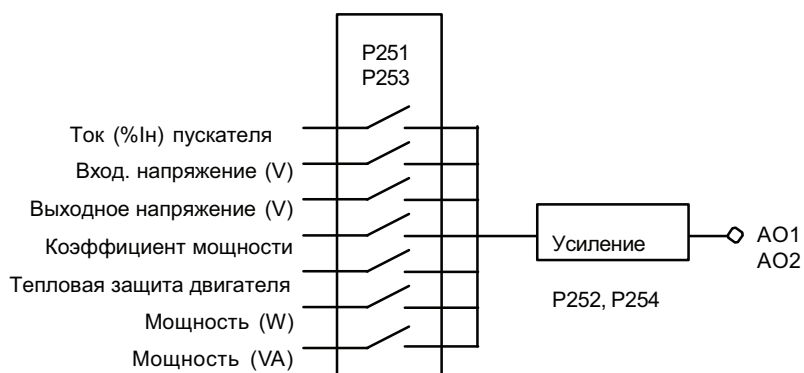 P251
P253
Ток (%Iн) пускателя
Вход. напряжение (V)
Выходное напряжение (V)
Коэффициент мощности
Тепловая защита двигателя
Мощность (W)
Мощность (VA)
Усиление
P252, P254
AO1
AO2